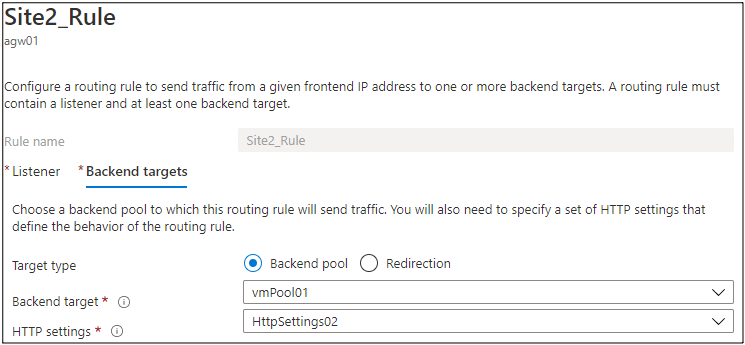 Site2_Rule
agw01
Configure a routing rule to send traffic from a given frontend IP address to one or more backend targets. A routing rule must
contain a listener and at least one backend target.
Rule name Site2_Rule
* Listener * Backend targets
Choose a backend pool to which this routing rule will send traffic. You will also need to specify a set of HTTP settings that
define the behavior of the routing rule.
Target type Backend pool Redirection
Backend target * vmPool01
HTTP settings * HttpSettings02